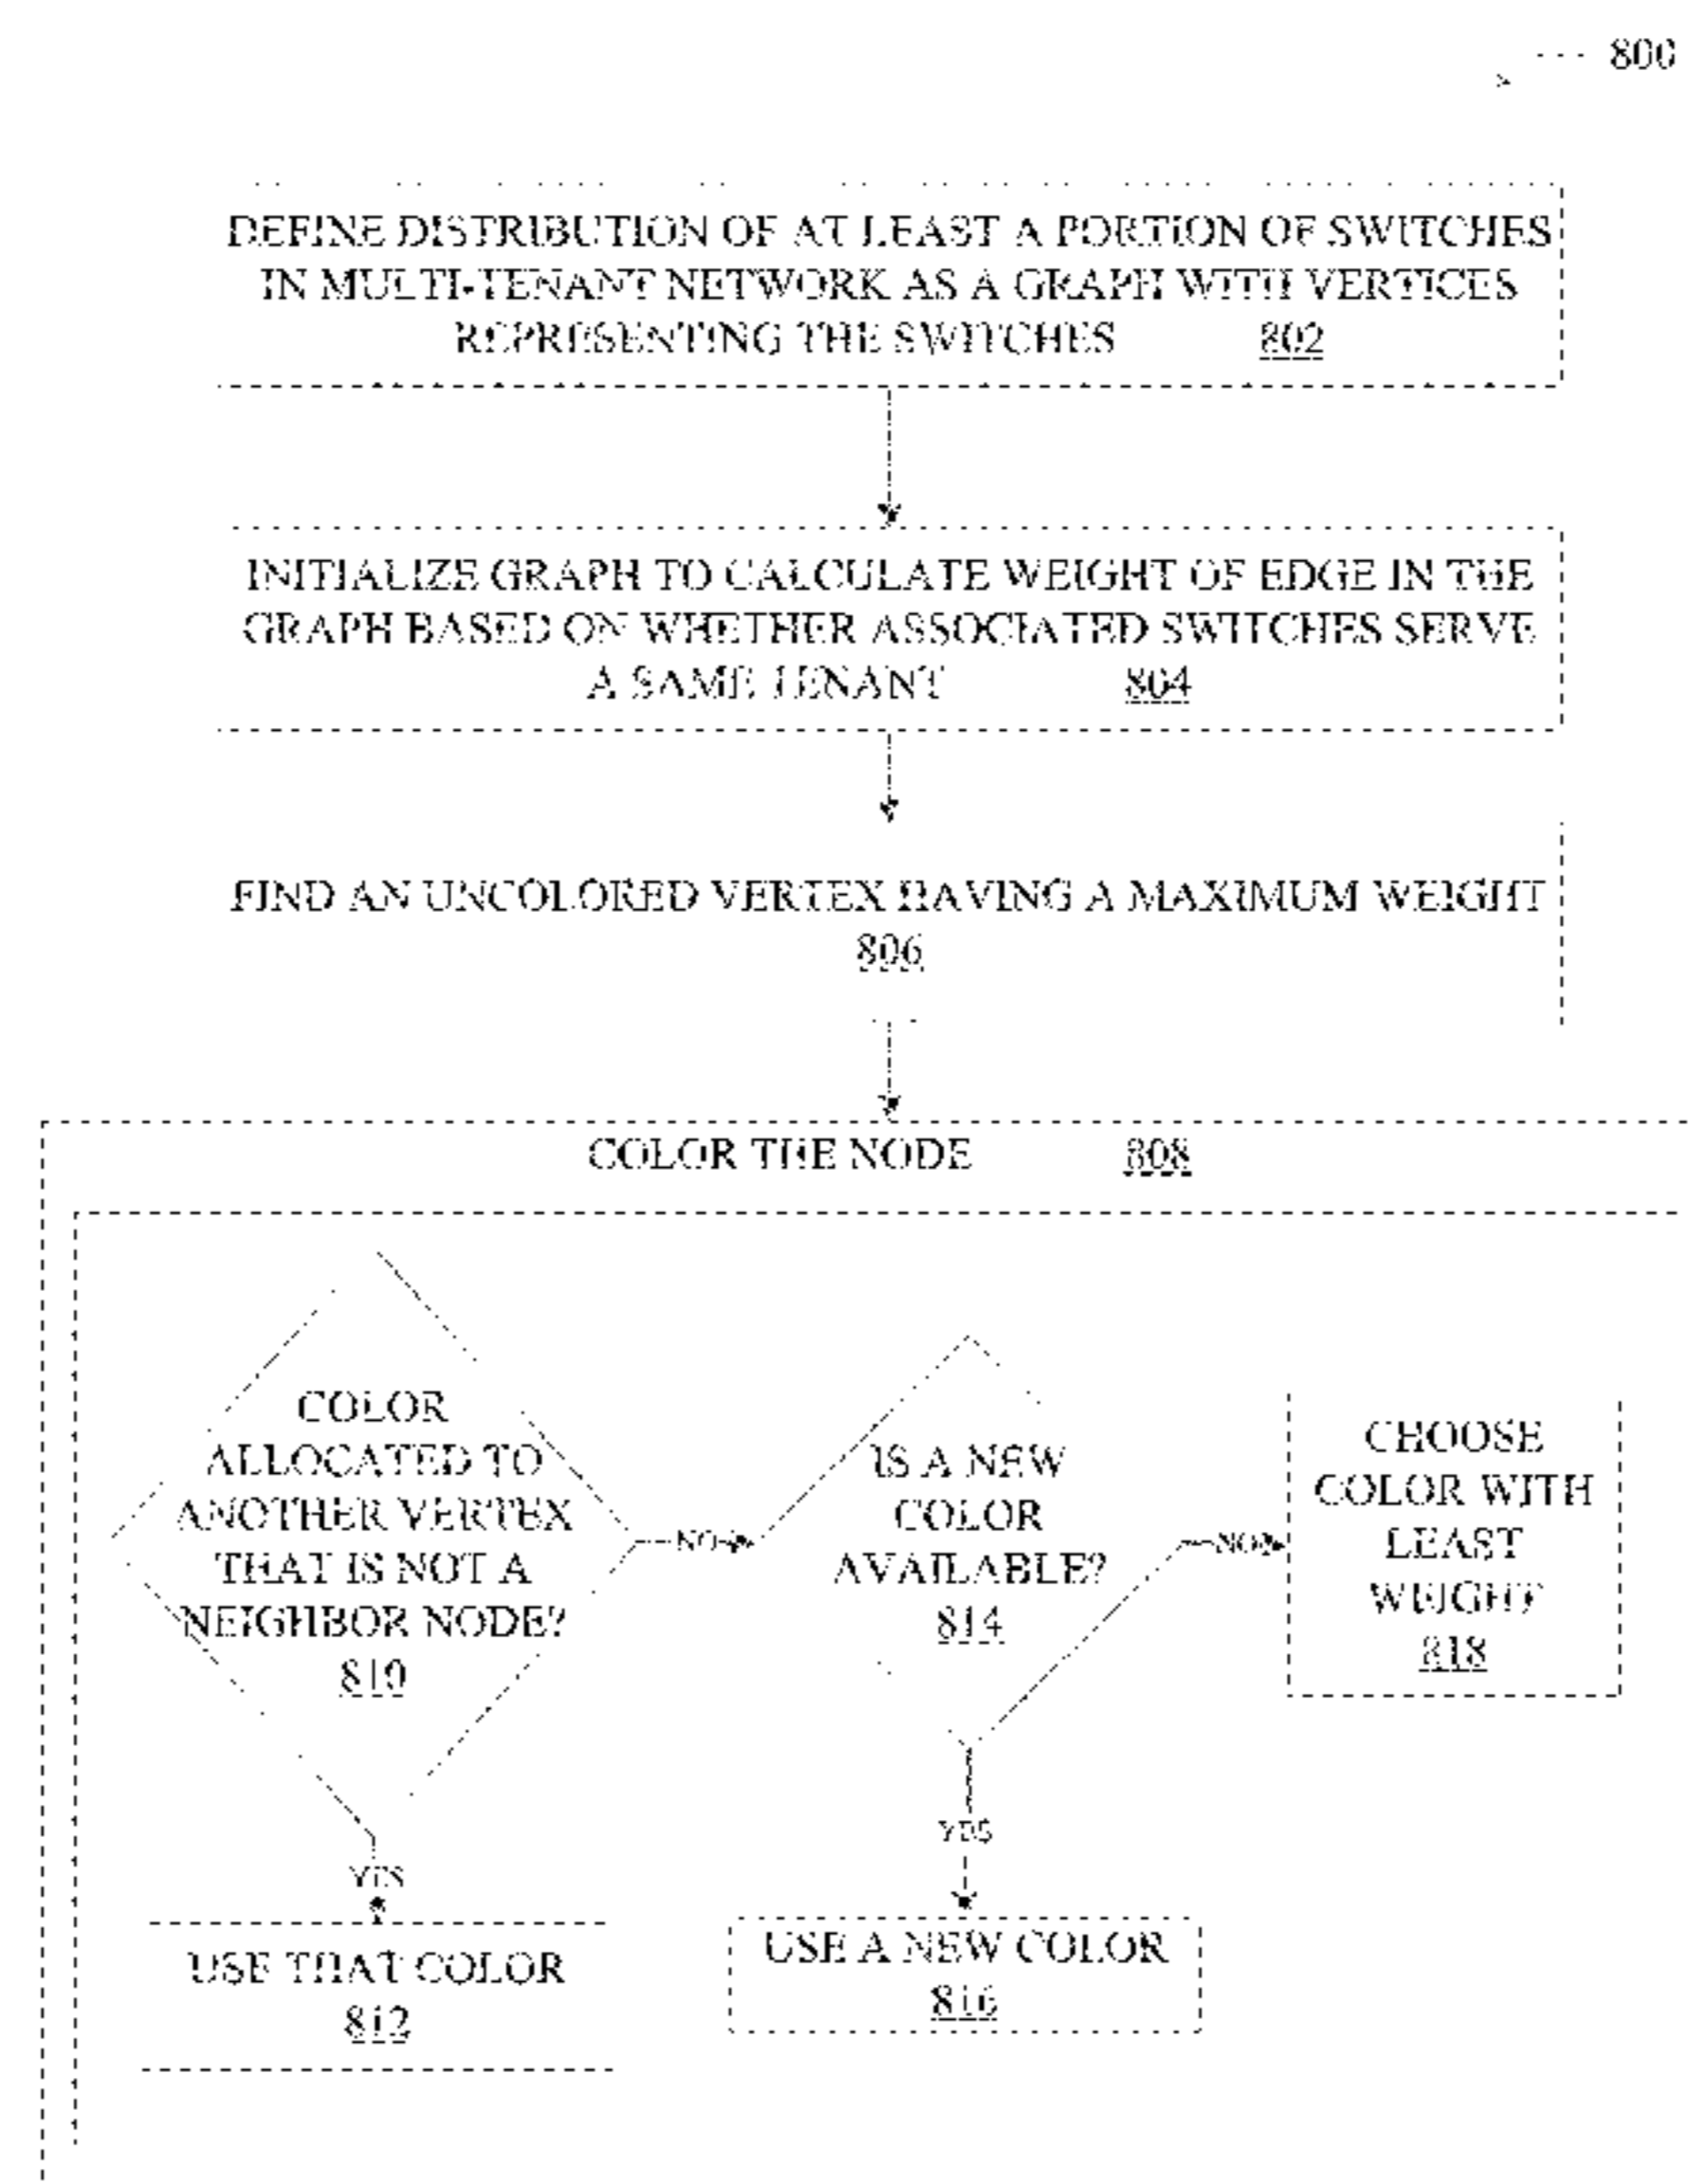 800
DEFINE DISTRIBUTION OF AT LEAST A PORTION OF SWITCHES
IN MULTI-TENANT NETWORK AS A GRAPH WITH VERTICES
REPRESENTING THE SWITCHES 802
INITIALIZE GRAPH TO CALCULATE WEIGHT OF EDGE IN THE
GRAPH BASED ON WHETHER ASSOCIATED SWITCHES SERVE
A SAME TENANT 804
FIND AN UNCOLORED VERTEX HAVING A MAXIMUM WEIGHT
806
COLOR THE NODE 808
COLOR
ALLOCATED TO
ANOTHER VERTEX
THAT IS NOT A
NEIGHBOR NODE?
810
NO
IS A NEW
COLOR
AVAILABLE?
814
NO
CHOOSE
COLOR WITH
LEAST
WEIGHT
818
YES
YES
USE THAT COLOR
812
USE A NEW COLOR
816